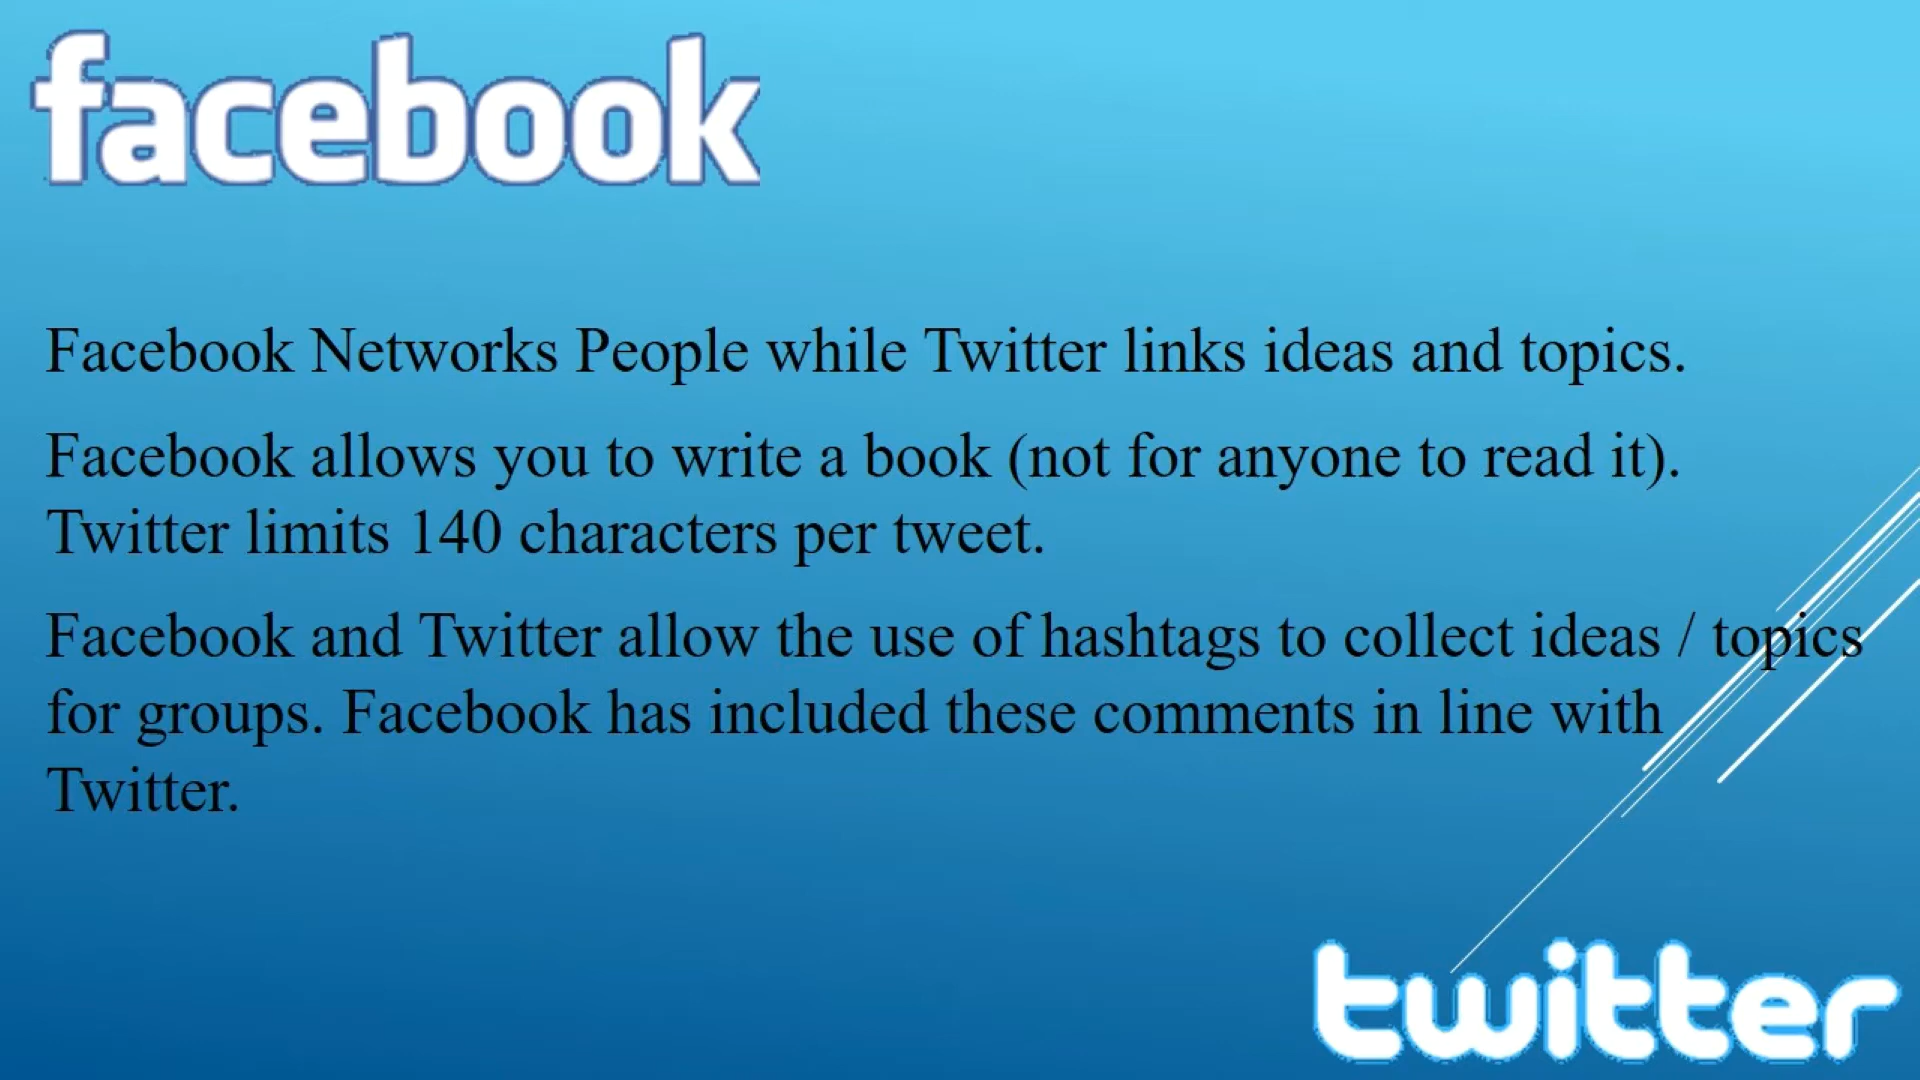 facebook
Facebook Networks People while Twitter links ideas and topics.
Facebook allows you to write a book (not for anyone to read it).
Twitter limits 140 characters per tweet.
Facebook and Twitter allow the use of hashtags to collect ideas / topics
for groups. Facebook has included these comments in line with
Twitter.
twitter